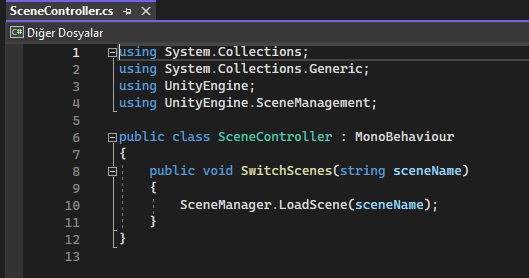 SceneController.cs
C# Diğer Dosyalar
1 using System.Collections;
2 using System.Collections.Generic;
3 using UnityEngine;
4 using UnityEngine.SceneManagement;
5
6 public class SceneController : MonoBehaviour
7 {
8 public void SwitchScenes(string sceneName)
9 {
10 SceneManager.LoadScene(sceneName);
11 }
12 }
13